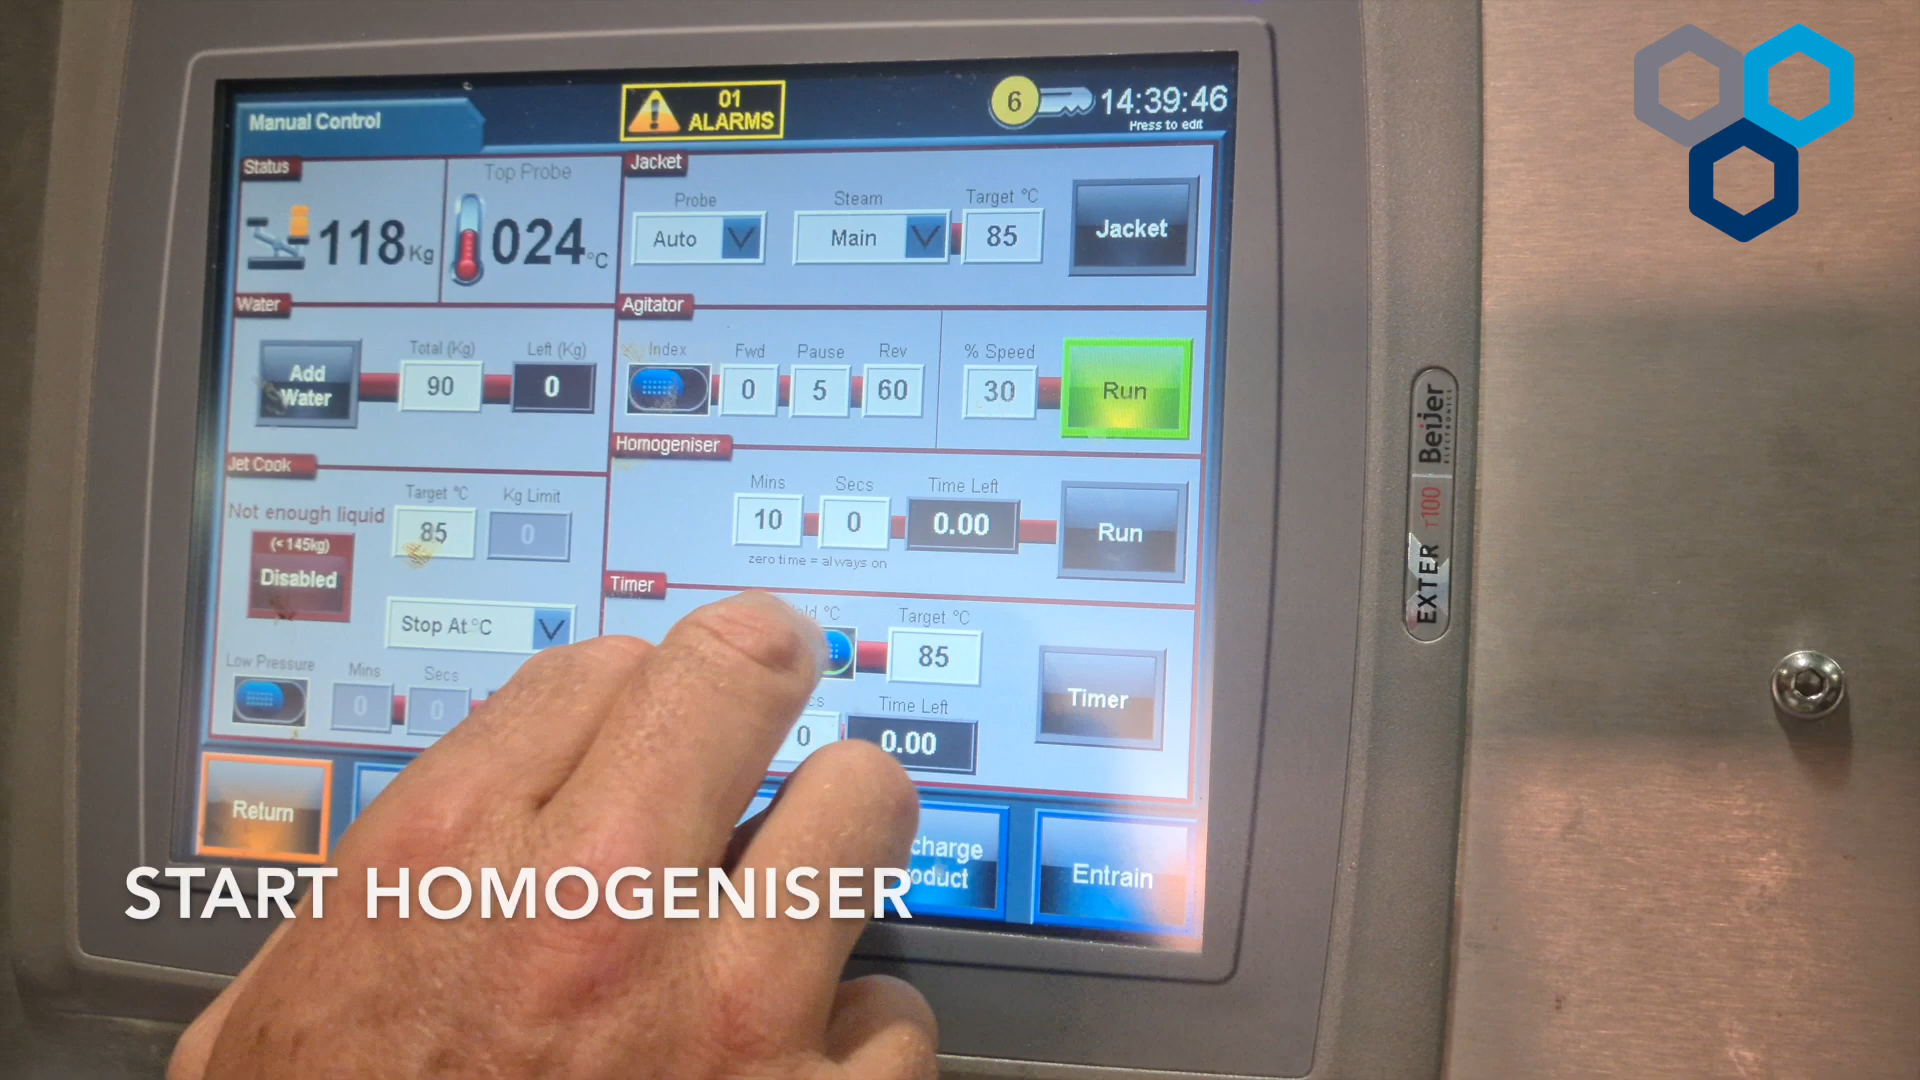 Manual Control
01
ALARMS
6
14:39:46
Press to edit
Status
118 Kg
Top Probe
024 °C
Jacket
Probe
Steam
Target °C
Auto
Main
85
Jacket
Water
Add
Water
Total (Kg)
Left (Kg)
90
0
Agitator
Index
Fwd
Pause
Rev
% Speed
0
5
60
30
Run
Jet Cook
Not enough liquid
(<145kg)
Disabled
Target °C
Kg Limit
85
0
Stop At °C
Low Pressure
Mins
Secs
0
0
Homogeniser
Mins
Secs
Time Left
10
0
0.00
Run
zero time = always on
Timer
°C
Target °C
85
Time Left
0
0.00
Timer
Return
charge
oduct
Entrain
START HOMOGENISER
Beijer
ELECTRONICS
EXTER T100